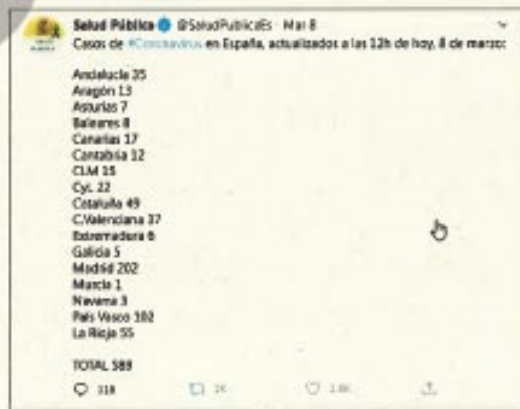 Salud Pública @SaludPublicaEs · Mar 8
Casos de #Coronavirus en España, actualizados a las 12h de hoy, 8 de marzo:
Andalucía 35
Aragón 13
Asturias 7
Baleares 8
Canarias 17
Cantabria 12
CLM 15
CyL 22
Cataluña 49
C.Valenciana 37
Extremadura 6
Galicia 5
Madrid 202
Murcia 1
Navarra 3
País Vasco 102
La Rioja 55
TOTAL 589
318 2K